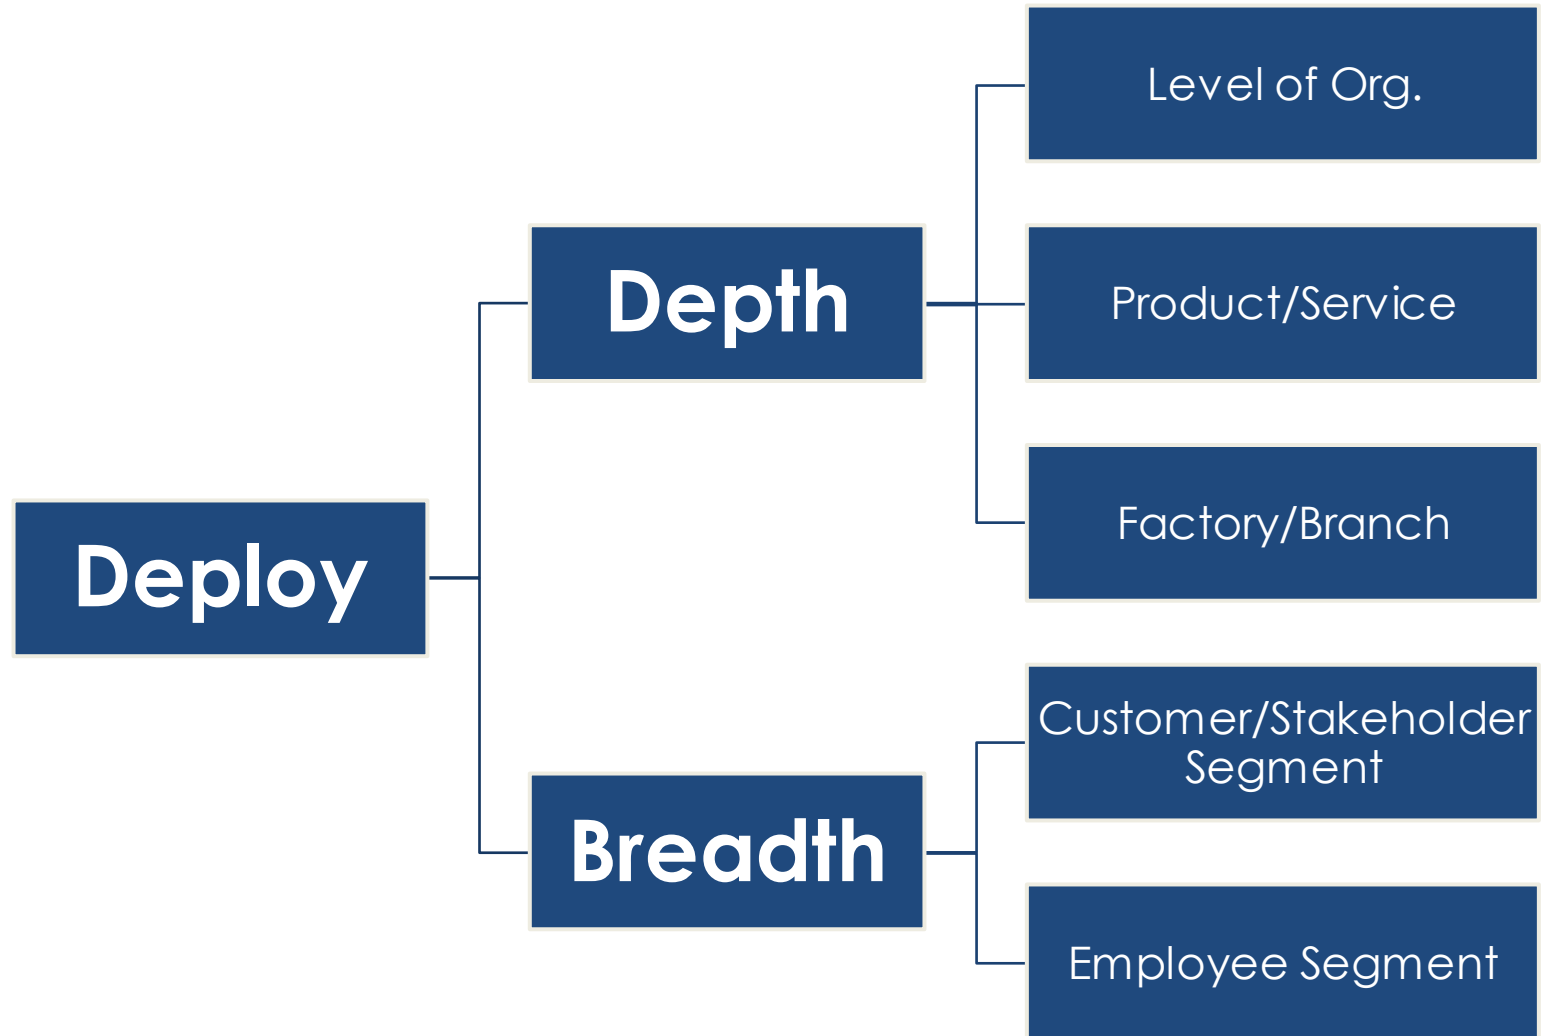 Level of Org.
Depth
Product/Service
Factory/Branch
Deploy
Customer/Stakeholder
Segment
Breadth
Employee Segment